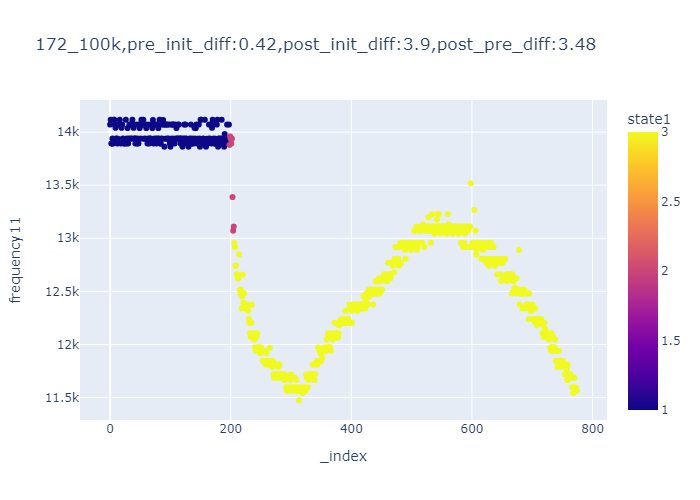 172_100k,pre_init_diff:0.42,post_init_diff:3.9,post_pre_diff:3.48
state1
3
2.5
2
1.5
1
14k
13.5k
13k
12.5k
12k
11.5k
frequency11
0
200
400
600
800
_index